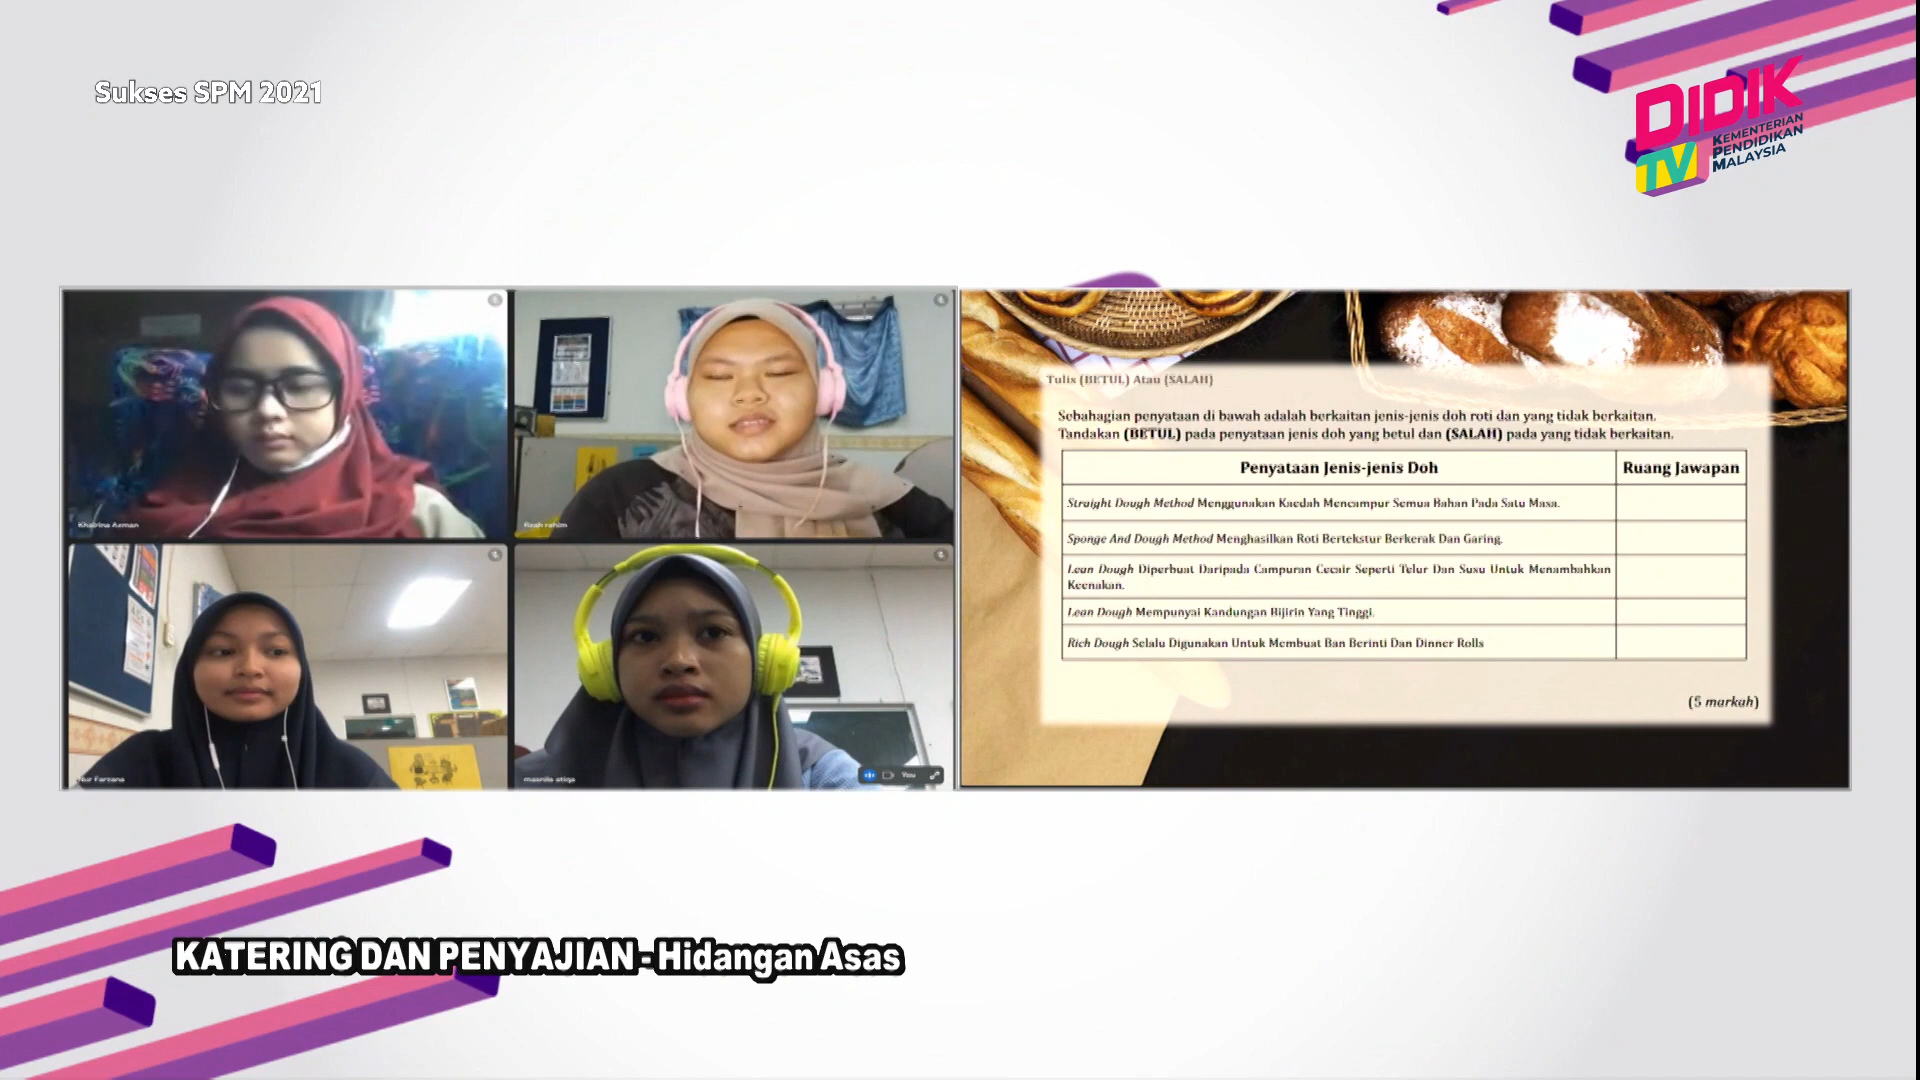 Sukses SPM 2021
DIDIK
TV
KEMENTERIAN
PENDIDIKAN
MALAYSIA
Khairina Azman
Nur Farzana
You
Tulis (BETUL) Atau (SALAH)
Sebahagian penyataan di bawah adalah berkaitan jenis-jenis doh roti dan yang tidak berkaitan.
Tandakan (BETUL) pada penyataan jenis doh yang betul dan (SALAH) pada yang tidak berkaitan.
Penyataan Jenis-jenis Doh Ruang Jawapan
Straight Dough Method Menggunakan Kaedah Mencampur Semua Bahan Pada Satu Masa.
Sponge And Dough Method Menghasilkan Roti Bertekstur Berkerak Dan Garing.
Lean Dough Diperbuat Daripada Campuran Cecair Seperti Telur Dan Susu Untuk Menambahkan
Keenakan.
Lean Dough Mempunyai Kandungan Bijirin Yang Tinggi.
Rich Dough Selalu Digunakan Untuk Membuat Ban Berinti Dan Dinner Rolls
(5 markah)
KATERING DAN PENYAJIAN - Hidangan Asas